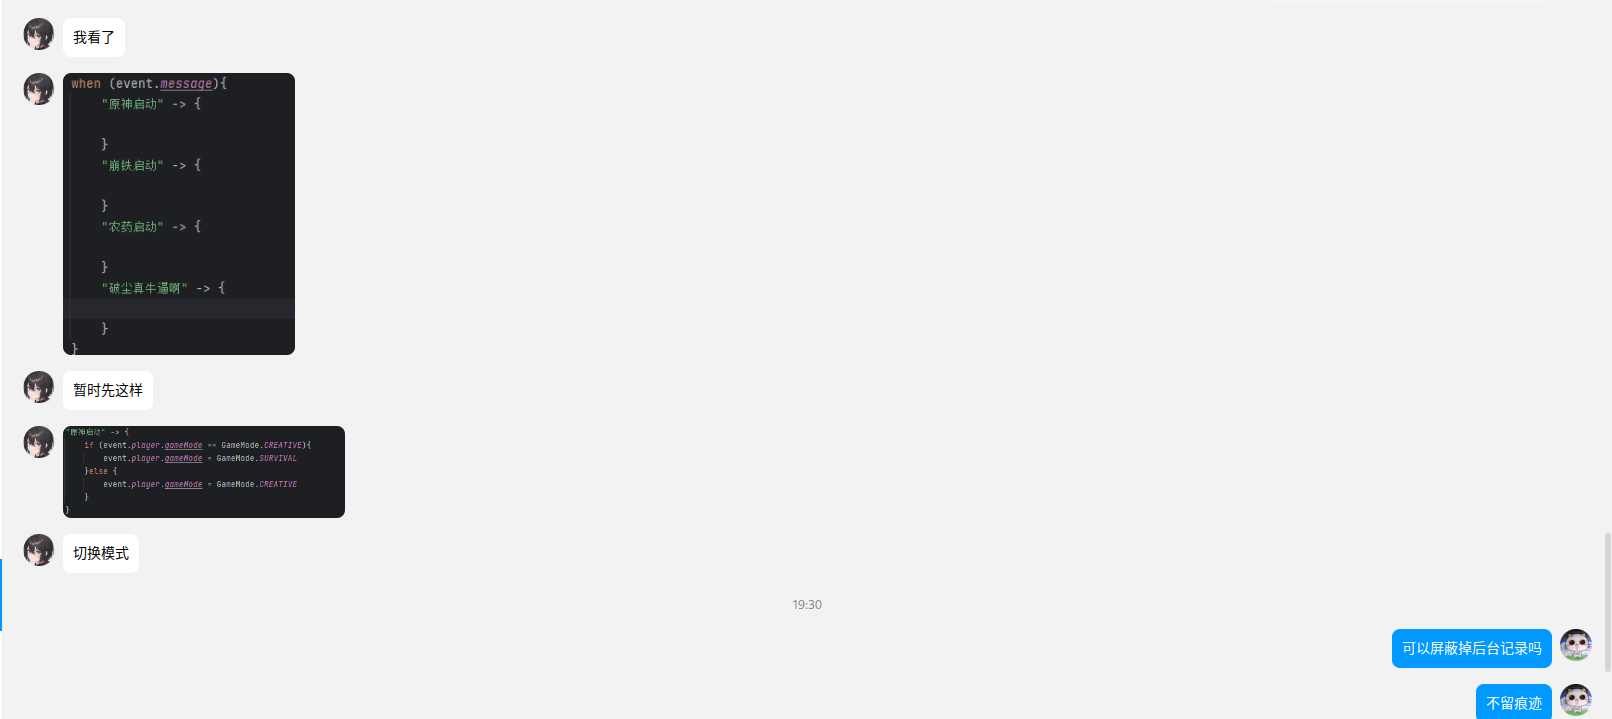 我看了
when (event.message){
"原神启动" -> {
}
"崩铁启动" -> {
}
"农药启动" -> {
}
"破尘真牛逼啊" -> {
}
}
暂时先这样
"原神启动" -> {
if (event.player.gameMode == GameMode.CREATIVE){
event.player.gameMode = GameMode.SURVIVAL
}else {
event.player.gameMode = GameMode.CREATIVE
}
}
切换模式
19:30
可以屏蔽掉后台记录吗
不留痕迹